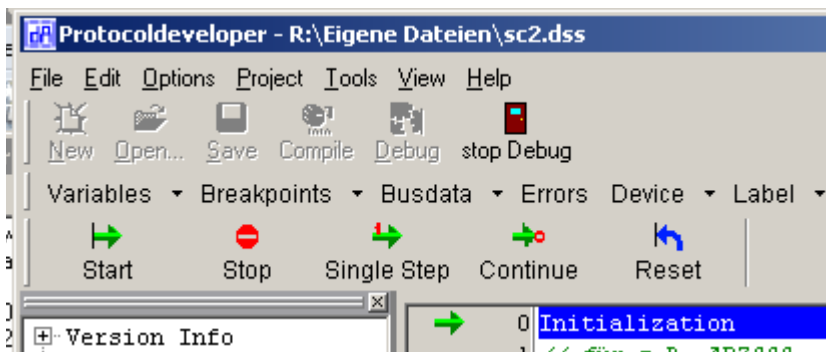 Protocoldeveloper - R:\Eigene Dateien\sc2.dss
File Edit Options Project Tools View Help
New Open... Save Compile Debug stop Debug
Variables Breakpoints Busdata Errors Device Label
Start Stop Single Step Continue Reset
0 Initialization
Version Info